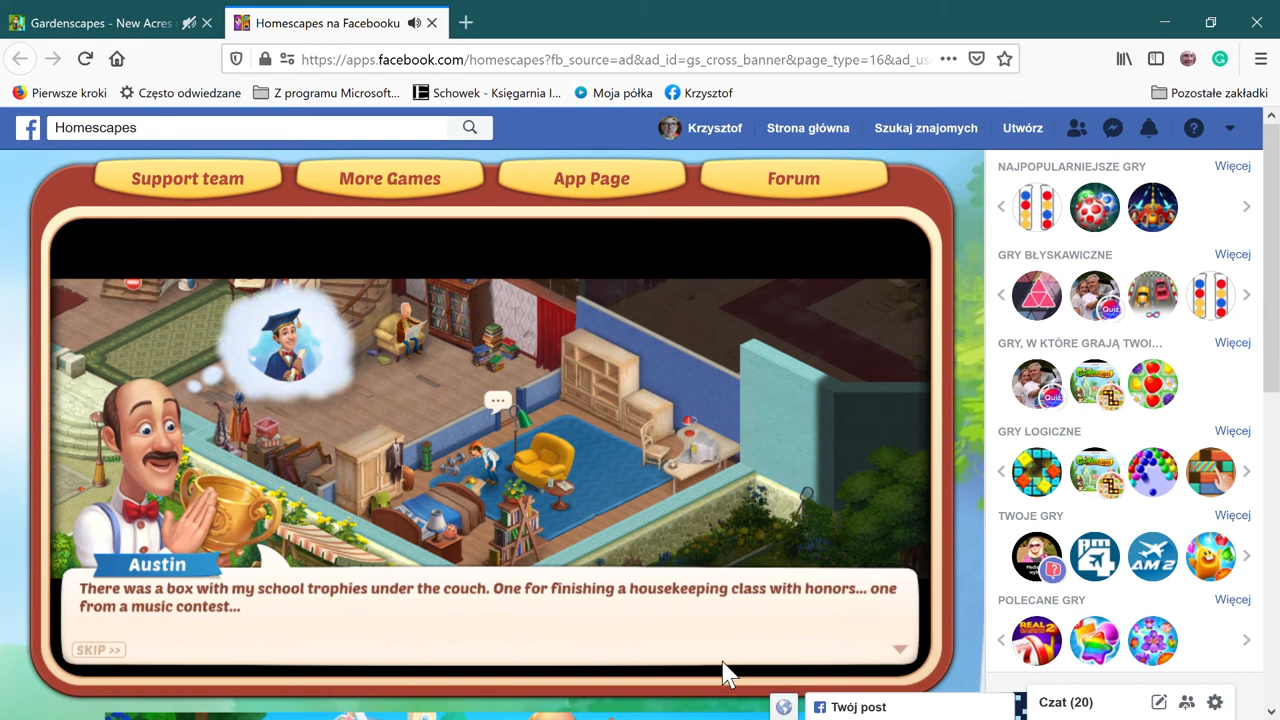 Gardenscapes - New Acres
Homescapes na Facebooku
https://apps.facebook.com/homescapes?fb_source=ad&ad_id=gs_cross_banner&page_type=16&ad_us
Pierwsze kroki
Często odwiedzane
Z programu Microsoft...
Schowek - Księgarnia I...
Moja półka
Krzysztof
Pozostałe zakładki
Homescapes
Krzysztof
Strona główna
Szukaj znajomych
Utwórz
Support team
More Games
App Page
Forum
NAJPOPULARNIEJSZE GRY
Więcej
GRY BŁYSKAWICZNE
Więcej
Quiz
GRY, W KTÓRE GRAJĄ TWOI...
Więcej
Quiz
GRY LOGICZNE
Więcej
TWOJE GRY
Więcej
AM 2
POLECANE GRY
Więcej
Austin
There was a box with my school trophies under the couch. One for finishing a housekeeping class with honors... one
from a music contest...
SKIP >>
Twój post
Czat (20)